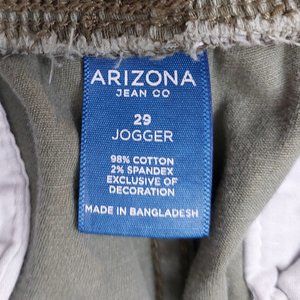 ARIZONA
JEAN CO
29
JOGGER
98% COTTON
2% SPANDEX
EXCLUSIVE OF
DECORATION
MADE IN BANGLADESH